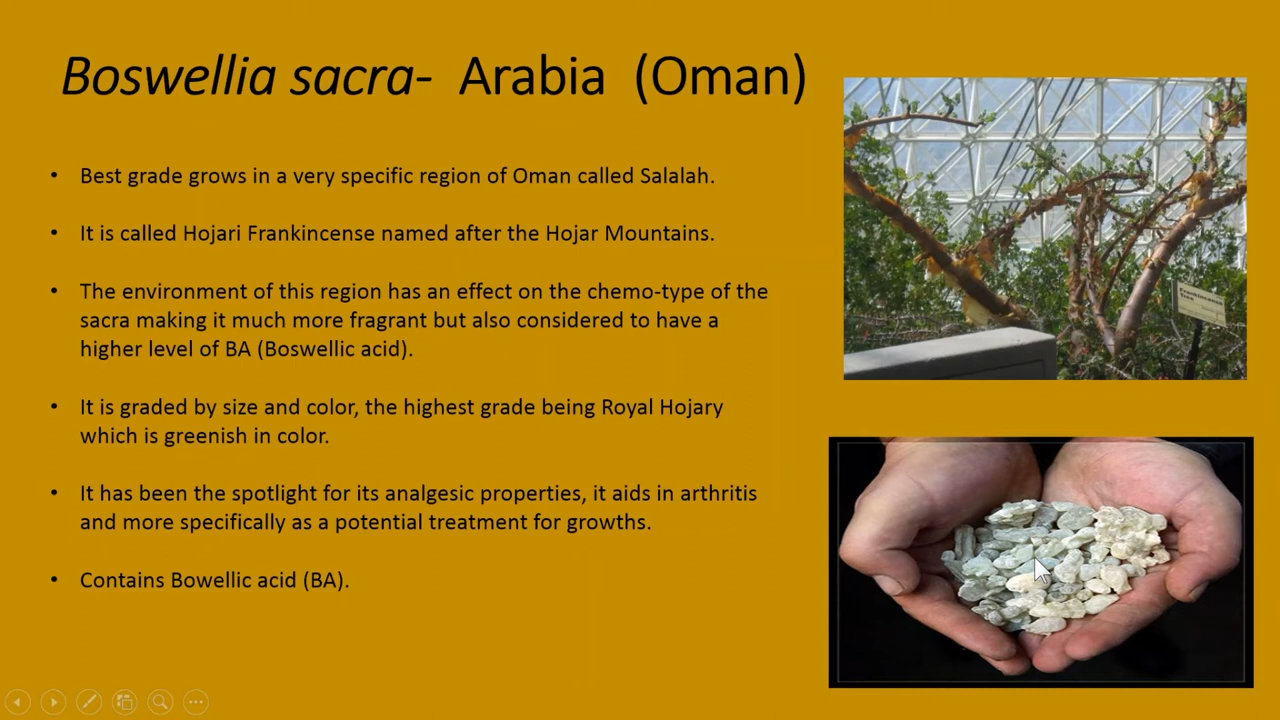 Boswellia sacra- Arabia (Oman)
• Best grade grows in a very specific region of Oman called Salalah.
• It is called Hojari Frankincense named after the Hojar Mountains.
• The environment of this region has an effect on the chemo-type of the
sacra making it much more fragrant but also considered to have a
higher level of BA (Boswellic acid).
• It is graded by size and color, the highest grade being Royal Hojary
which is greenish in color.
• It has been the spotlight for its analgesic properties, it aids in arthritis
and more specifically as a potential treatment for growths.
• Contains Bowellic acid (BA).
Frankincense
Tree